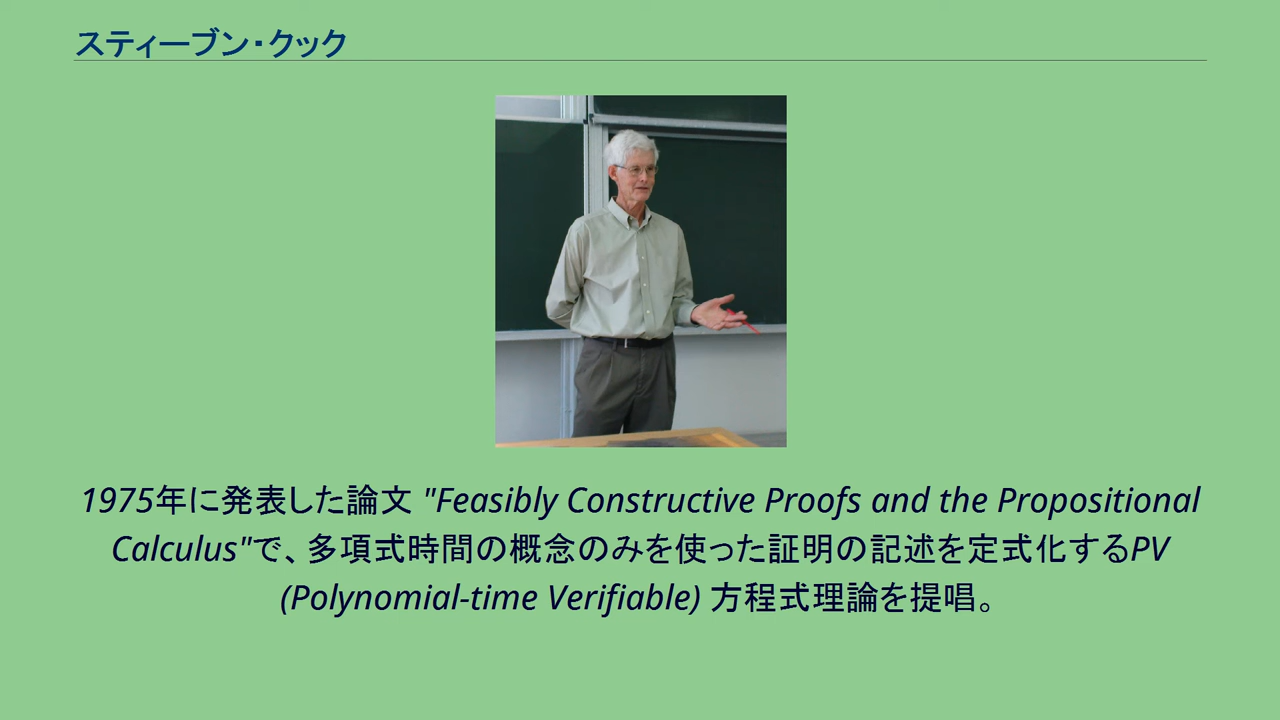 スティーブン・クック
1975年に発表した論文 "Feasibly Constructive Proofs and the Propositional
Calculus"で、多項式時間の概念のみを使った証明の記述を定式化するPV
(Polynomial-time Verifiable) 方程式理論を提唱。